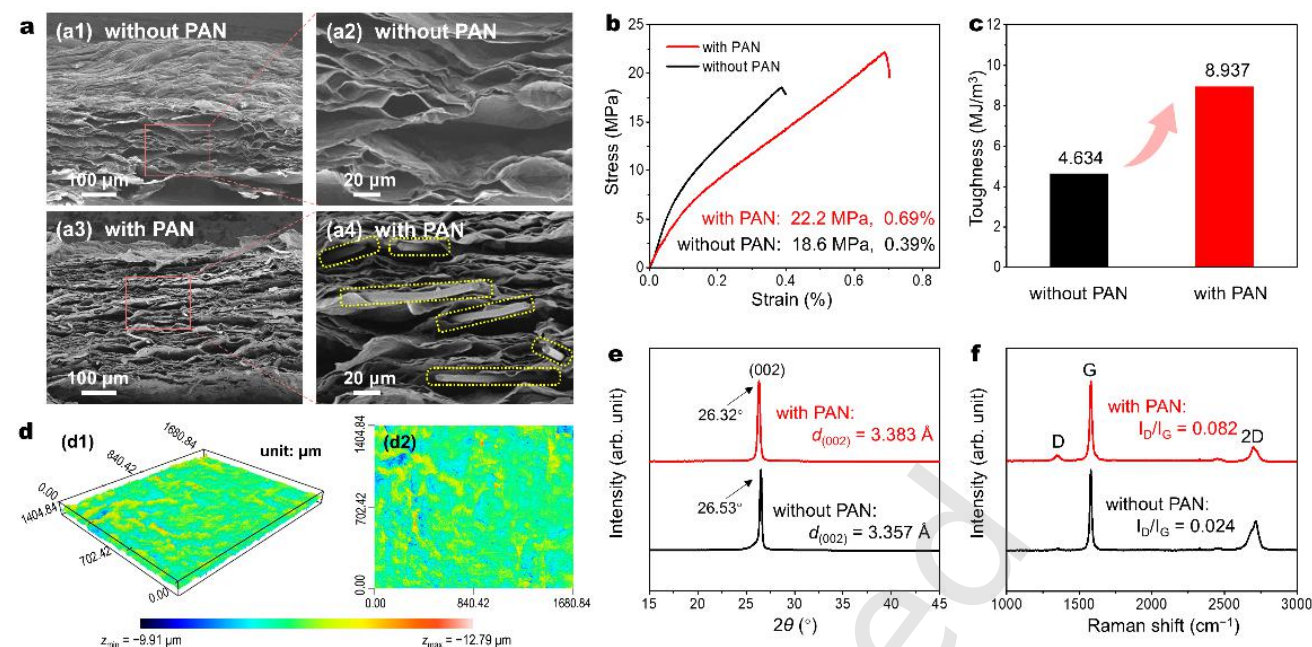 a
(a1) without PAN
100 µm
(a2) without PAN
20 µm
(a3) with PAN
100 µm
(a4) with PAN
20 µm
b
Stress (MPa)
25
20
15
10
5
0
with PAN
without PAN
with PAN: 22.2 MPa, 0.69%
without PAN: 18.6 MPa, 0.39%
0.0 0.2 0.4 0.6 0.8
Strain (%)
c
Toughness (MJ/m³)
12
10
8
6
4
2
0
4.634
8.937
without PAN
with PAN
d
(d1)
unit: µm
1680.84
840.42
0.00
1404.84
702.42
0.00
(d2)
1404.84
702.42
0.00
0.00 840.42 1680.84
zmin = −9.91 µm
zmax = −12.79 µm
e
Intensity (arb. unit)
(002)
26.32°
with PAN:
d(002) = 3.383 Å
26.53°
without PAN:
d(002) = 3.357 Å
15 20 25 30 35 40 45
2θ (°)
f
Intensity (arb. unit)
G
D
2D
with PAN:
ID/IG = 0.082
without PAN:
ID/IG = 0.024
1000 1500 2000 2500 3000
Raman shift (cm⁻¹)